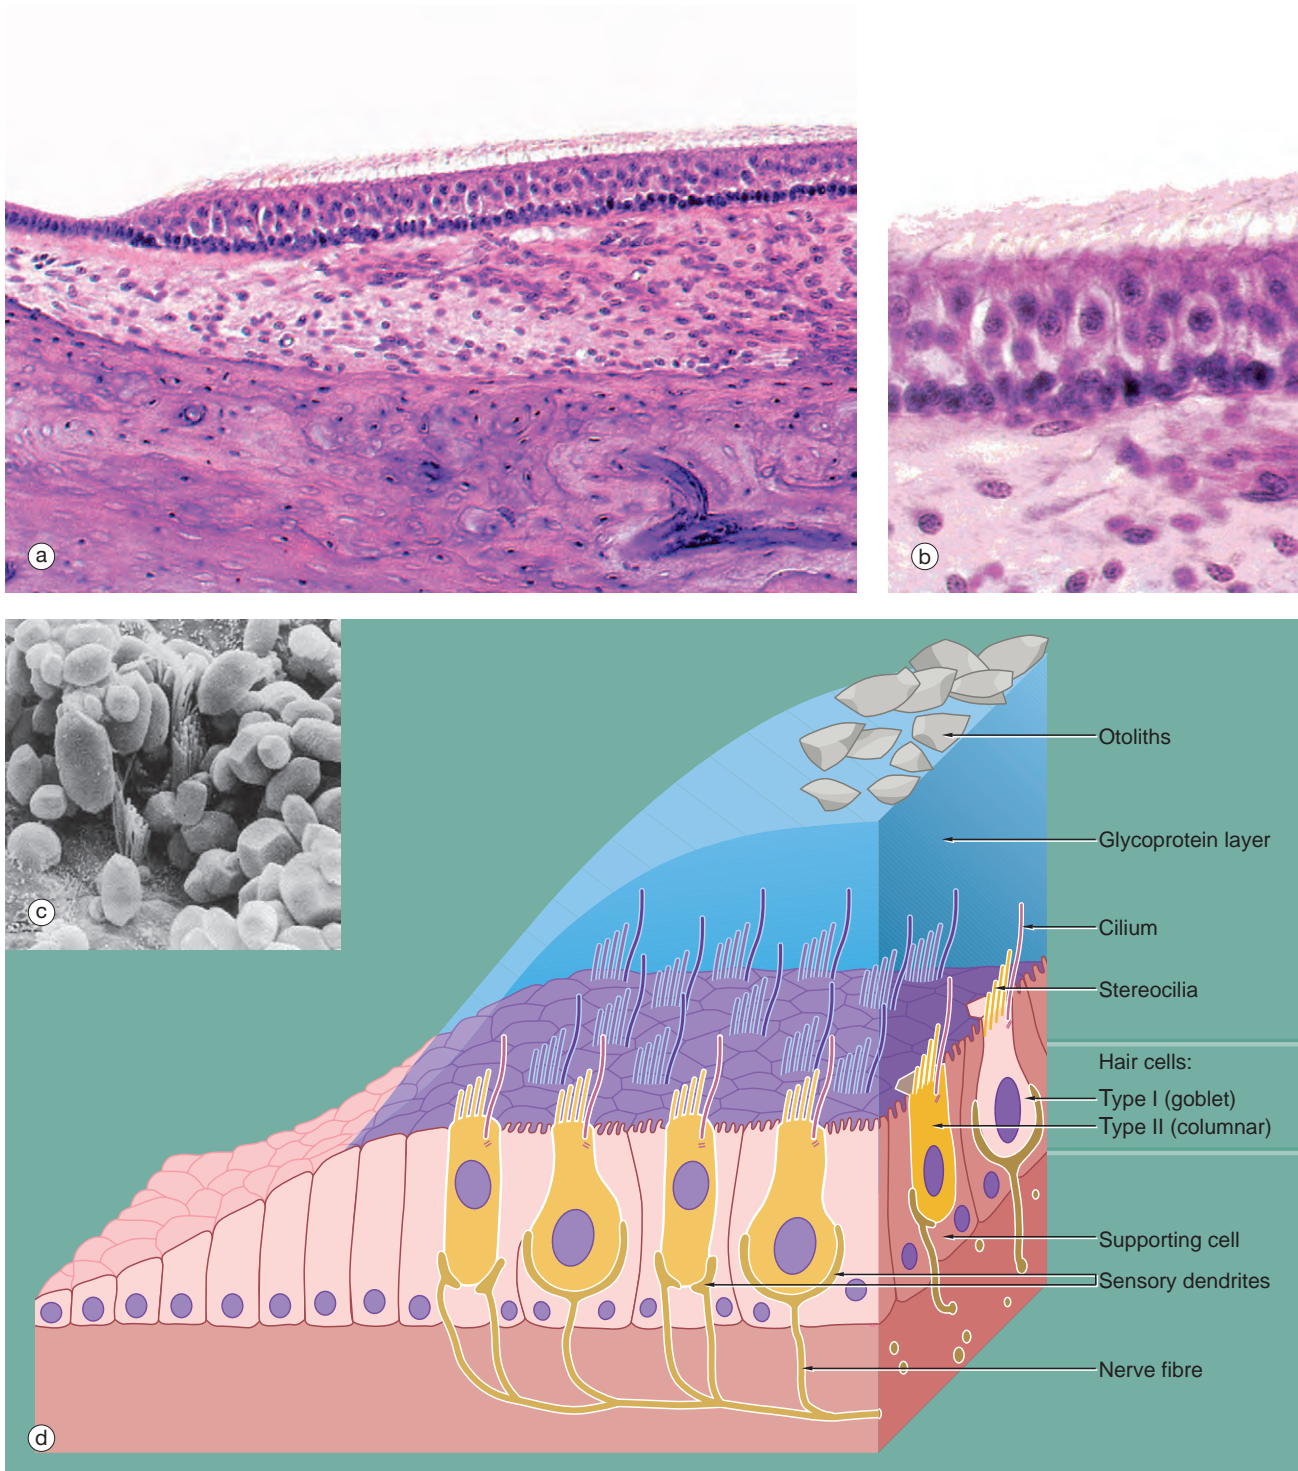 a
b
c
Otoliths
Glycoprotein layer
Cilium
Stereocilia
Hair cells:
Type I (goblet)
Type II (columnar)
Supporting cell
Sensory dendrites
Nerve fibre
d